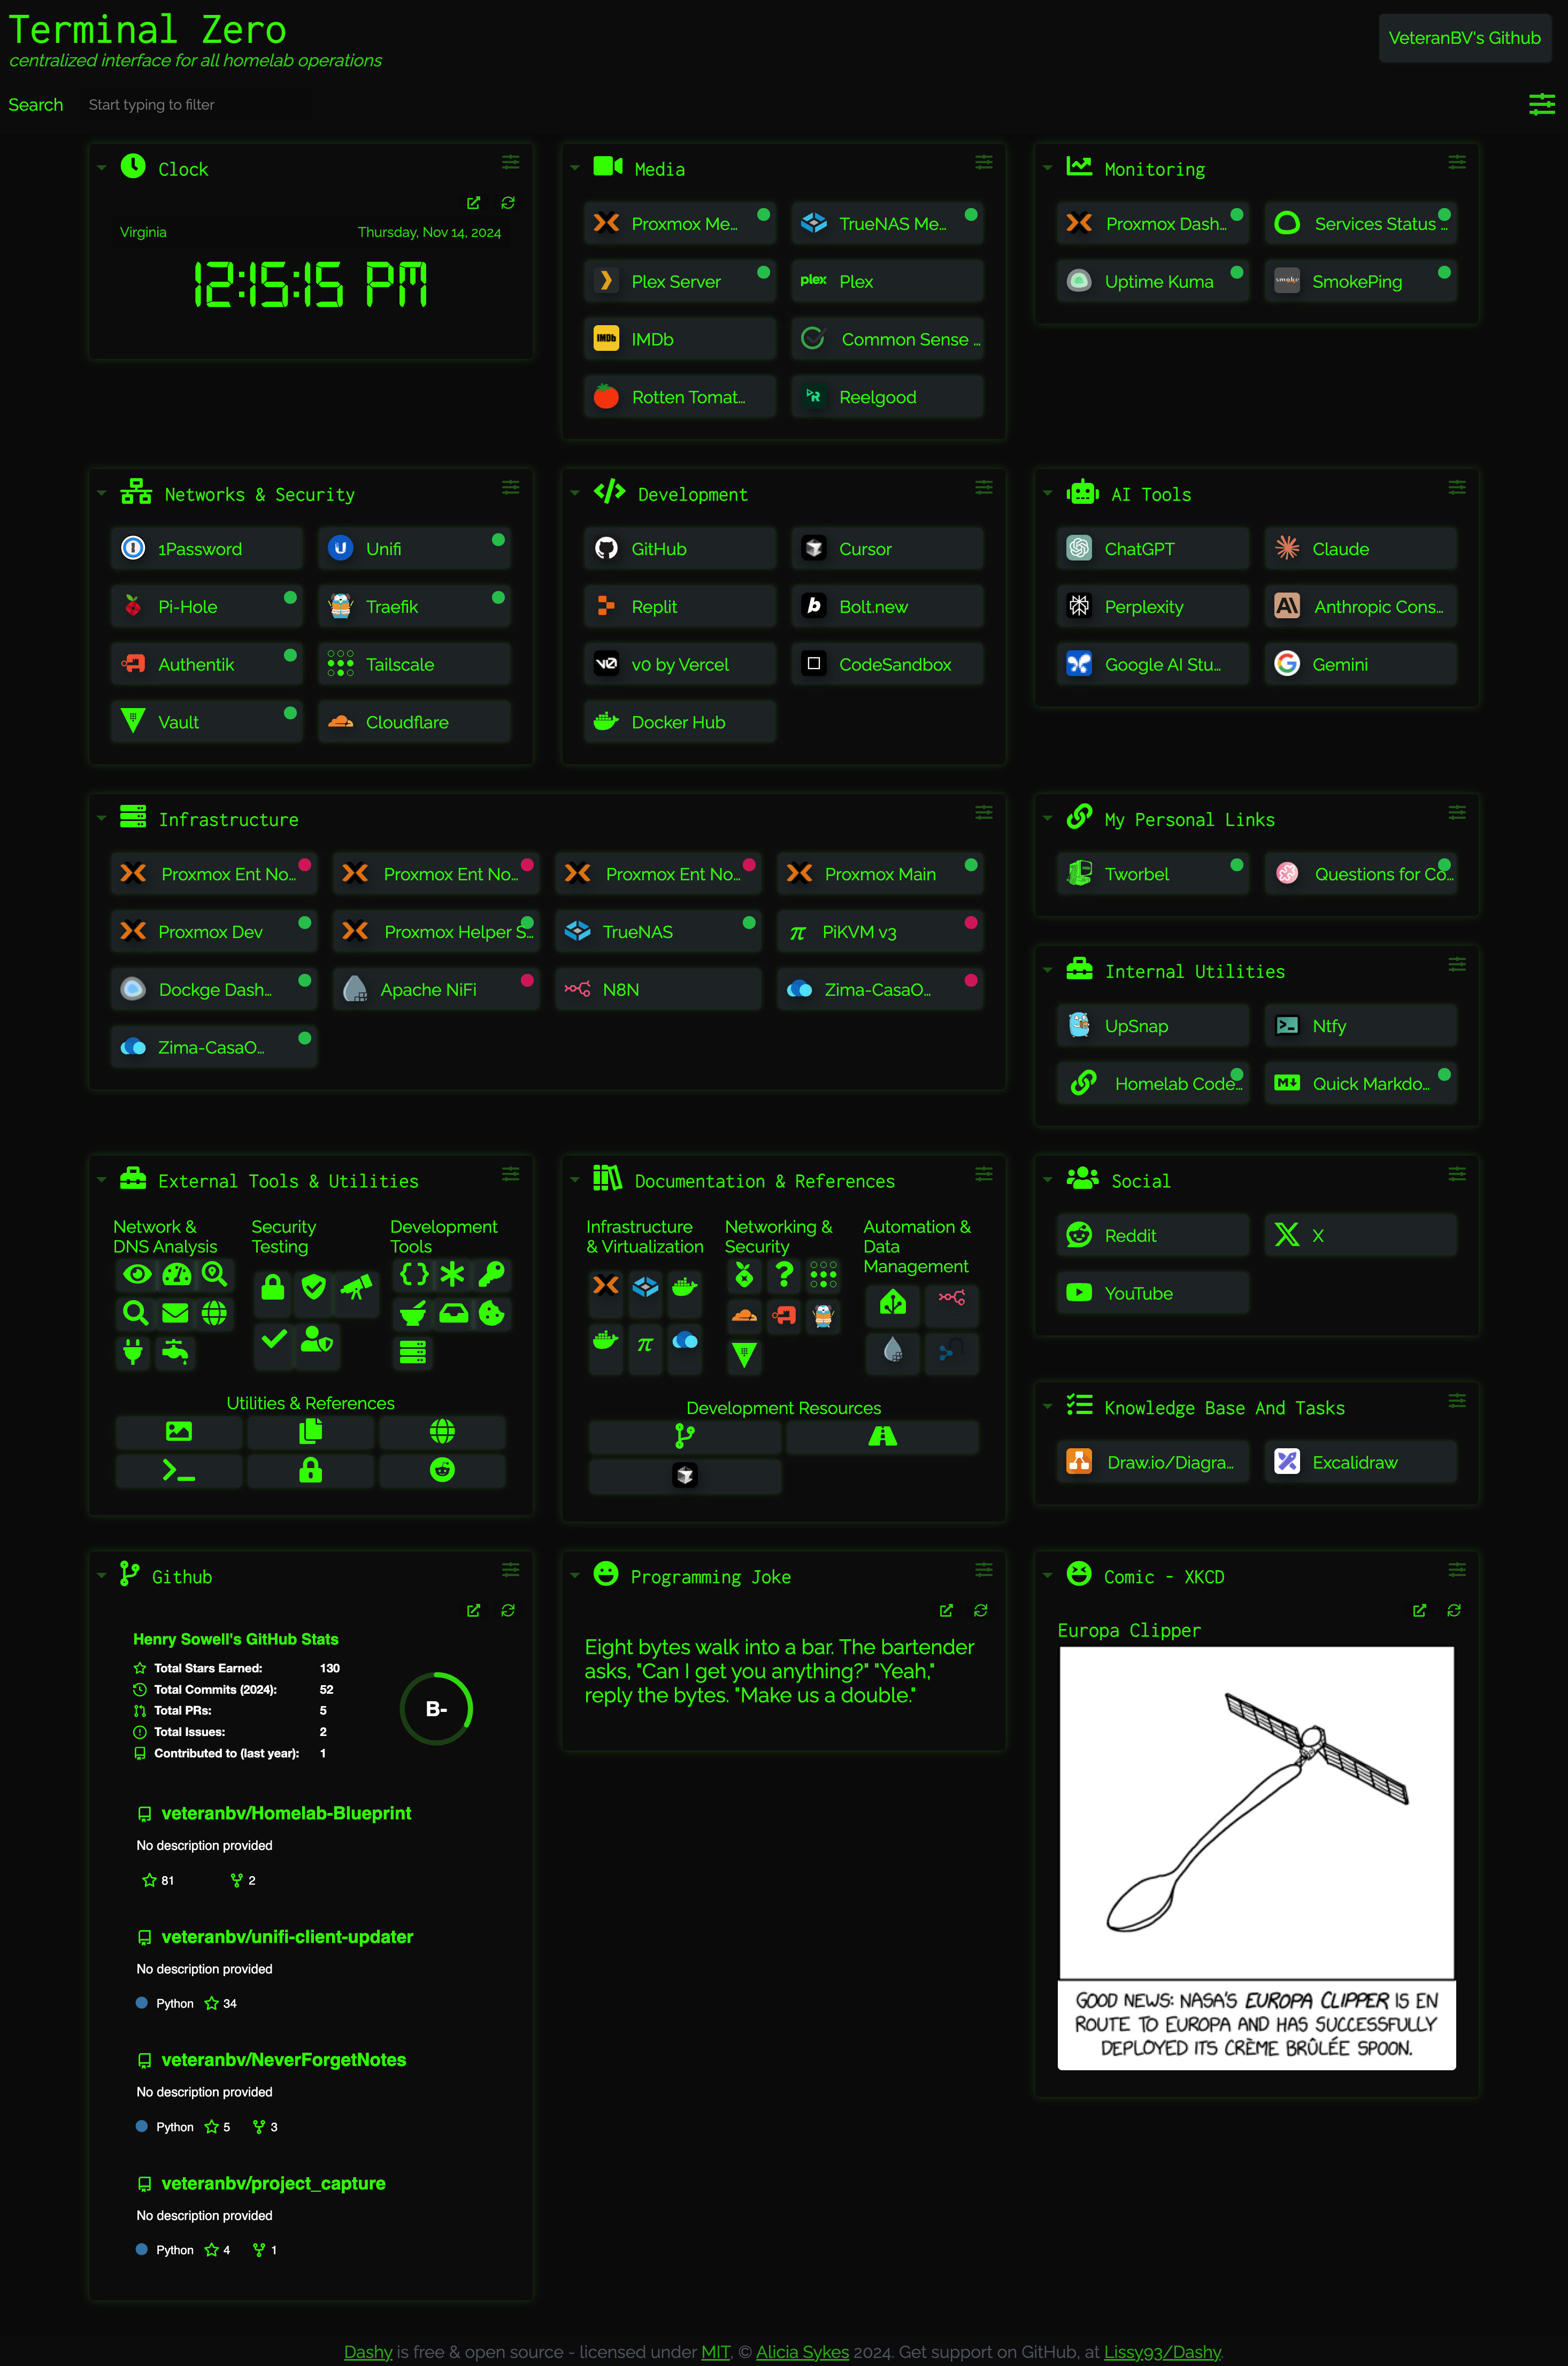 Terminal Zero
centralized interface for all homelab operations
VeteranBV's Github
Search
Start typing to filter
Clock
Virginia
Thursday, Nov 14, 2024
12:15:15 PM
Media
Proxmox Me...
TrueNAS Me...
Plex Server
plex
Plex
IMDb
IMDb
Common Sense ...
Rotten Tomat...
Reelgood
Monitoring
Proxmox Dash...
Services Status ...
Uptime Kuma
SmokePing
Networks & Security
1Password
Unifi
Pi-Hole
Traefik
Authentik
Tailscale
Vault
Cloudflare
Development
GitHub
Cursor
Replit
b
Bolt.new
v0
v0 by Vercel
CodeSandbox
Docker Hub
AI Tools
ChatGPT
Claude
Perplexity
A\
Anthropic Cons...
Google AI Stu...
Gemini
Infrastructure
Proxmox Ent No...
Proxmox Ent No...
Proxmox Ent No...
Proxmox Main
Proxmox Dev
Proxmox Helper S...
TrueNAS
π
PiKVM v3
Dockge Dash...
Apache NiFi
N8N
Zima-CasaO...
Zima-CasaO...
My Personal Links
Tworbel
Questions for Co...
Internal Utilities
UpSnap
Ntfy
Homelab Code...
Quick Markdo...
External Tools & Utilities
Network &
DNS Analysis
Security
Testing
Development
Tools
Utilities & References
Documentation & References
Infrastructure
& Virtualization
Networking &
Security
Automation &
Data
Management
π
Development Resources
Social
Reddit
X
YouTube
Knowledge Base And Tasks
Draw.io/Diagra...
Excalidraw
Github
Henry Sowell's GitHub Stats
Total Stars Earned: 130
Total Commits (2024): 52
Total PRs: 5
Total Issues: 2
Contributed to (last year): 1
B-
veteranbv/Homelab-Blueprint
No description provided
81 2
veteranbv/unifi-client-updater
No description provided
Python 34
veteranbv/NeverForgetNotes
No description provided
Python 5 3
veteranbv/project_capture
No description provided
Python 4 1
Programming Joke
Eight bytes walk into a bar. The bartender
asks, "Can I get you anything?" "Yeah,"
reply the bytes. "Make us a double."
Comic - XKCD
Europa Clipper
GOOD NEWS: NASA'S EUROPA CLIPPER IS EN
ROUTE TO EUROPA AND HAS SUCCESSFULLY
DEPLOYED ITS CRÈME BRÛLÉE SPOON.
Dashy is free & open source - licensed under MIT, © Alicia Sykes 2024. Get support on GitHub, at Lissy93/Dashy.